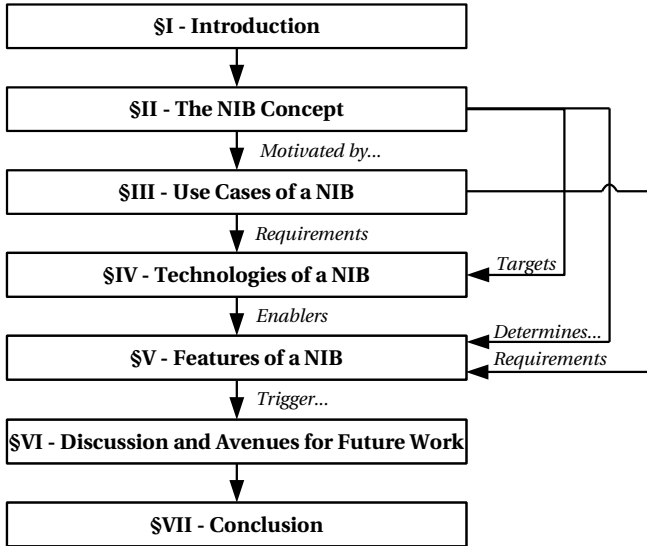 §I - Introduction
§II - The NIB Concept
Motivated by...
§III - Use Cases of a NIB
Requirements
§IV - Technologies of a NIB
Targets
Enablers
Determines...
§V - Features of a NIB
Requirements
Trigger...
§VI - Discussion and Avenues for Future Work
§VII - Conclusion